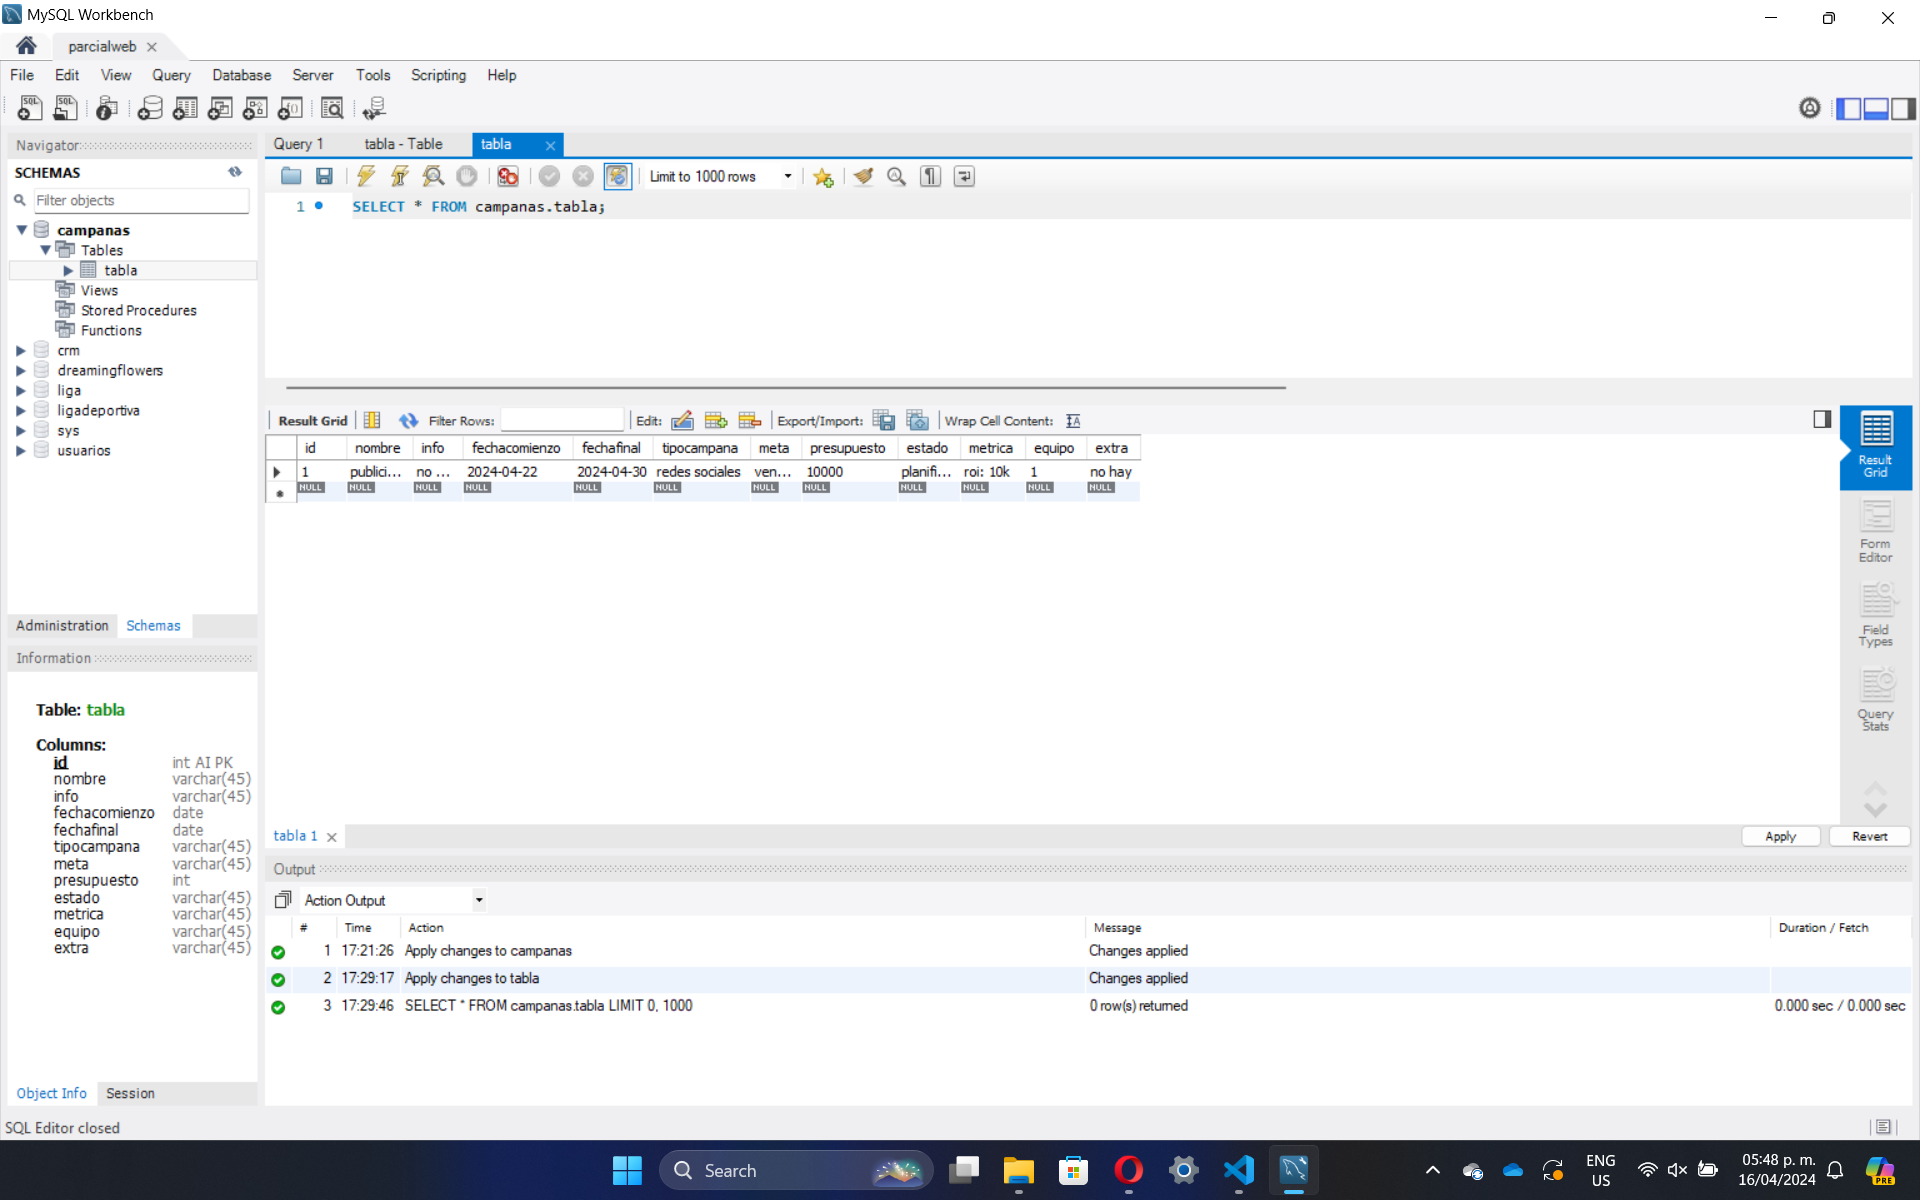 MySQL Workbench
parcialweb
File Edit View Query Database Server Tools Scripting Help
Navigator
SCHEMAS
Filter objects
campanas
Tables
tabla
Views
Stored Procedures
Functions
crm
dreamingflowers
liga
ligadeportiva
sys
usuarios
Administration Schemas
Information
Table: tabla
Columns:
id int AI PK
nombre varchar(45)
info varchar(45)
fechacomienzo date
fechafinal date
tipocampana varchar(45)
meta varchar(45)
presupuesto int
estado varchar(45)
metrica varchar(45)
equipo varchar(45)
extra varchar(45)
Object Info Session
SQL Editor closed
Query 1 tabla - Table tabla
Limit to 1000 rows
1 SELECT * FROM campanas.tabla;
Result Grid Filter Rows: Edit: Export/Import: Wrap Cell Content:
id nombre info fechacomienzo fechafinal tipocampana meta presupuesto estado metrica equipo extra
1 publici... no ... 2024-04-22 2024-04-30 redes sociales ven... 10000 planifi... roi: 10k 1 no hay
NULL NULL NULL NULL NULL NULL NULL NULL NULL NULL NULL NULL
Result
Grid
Form
Editor
Field
Types
Query
Stats
tabla 1
Apply Revert
Output
Action Output
# Time Action Message Duration / Fetch
1 17:21:26 Apply changes to campanas Changes applied
2 17:29:17 Apply changes to tabla Changes applied
3 17:29:46 SELECT * FROM campanas.tabla LIMIT 0, 1000 0 row(s) returned 0.000 sec / 0.000 sec
Search
ENG
US
05:48 p. m.
16/04/2024
PRE